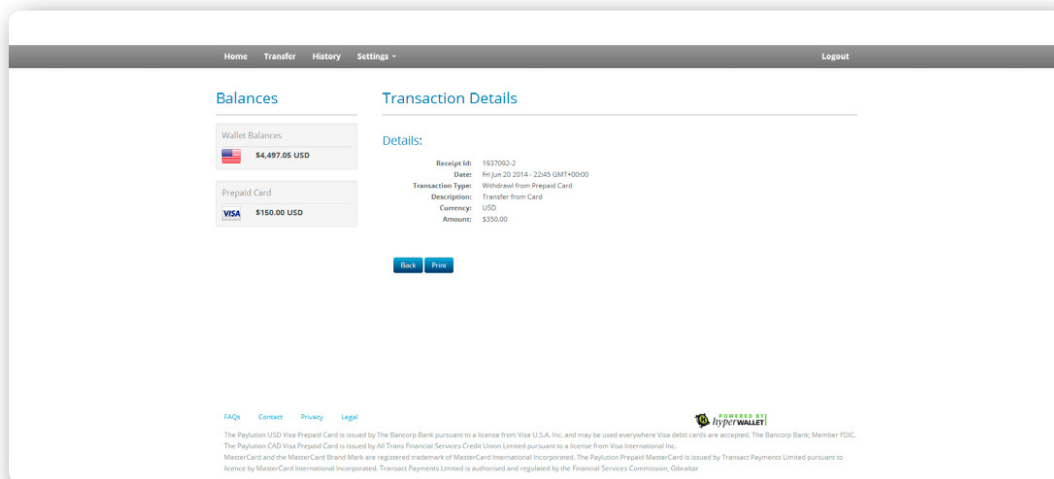 Home Transfer History Settings Logout
Balances
Wallet Balances
$4,497.05 USD
Prepaid Card
VISA $150.00 USD
Transaction Details
Details:
Receipt Id: 1937092-2
Date: Fri Jun 20 2014 - 22:45 GMT+00:00
Transaction Type: Withdrawl from Prepaid Card
Description: Transfer from Card
Currency: USD
Amount: $350.00
Back Print
FAQs Contact Privacy Legal
POWERED BY
hyperWALLET
The Paylution USD Visa Prepaid Card is issued by The Bancorp Bank pursuant to a license from Visa U.S.A. Inc. and may be used everywhere Visa debit cards are accepted. The Bancorp Bank; Member FDIC.
The Paylution CAD Visa Prepaid Card is issued by All Trans Financial Services Credit Union Limited pursuant to a license from Visa International Inc.
MasterCard and the MasterCard Brand Mark are registered trademark of MasterCard International Incorporated. The Paylution Prepaid MasterCard is issued by Transact Payments Limited pursuant to
licence by MasterCard International Incorporated. Transact Payments Limited is authorised and regulated by the Financial Services Commission, Gibraltar